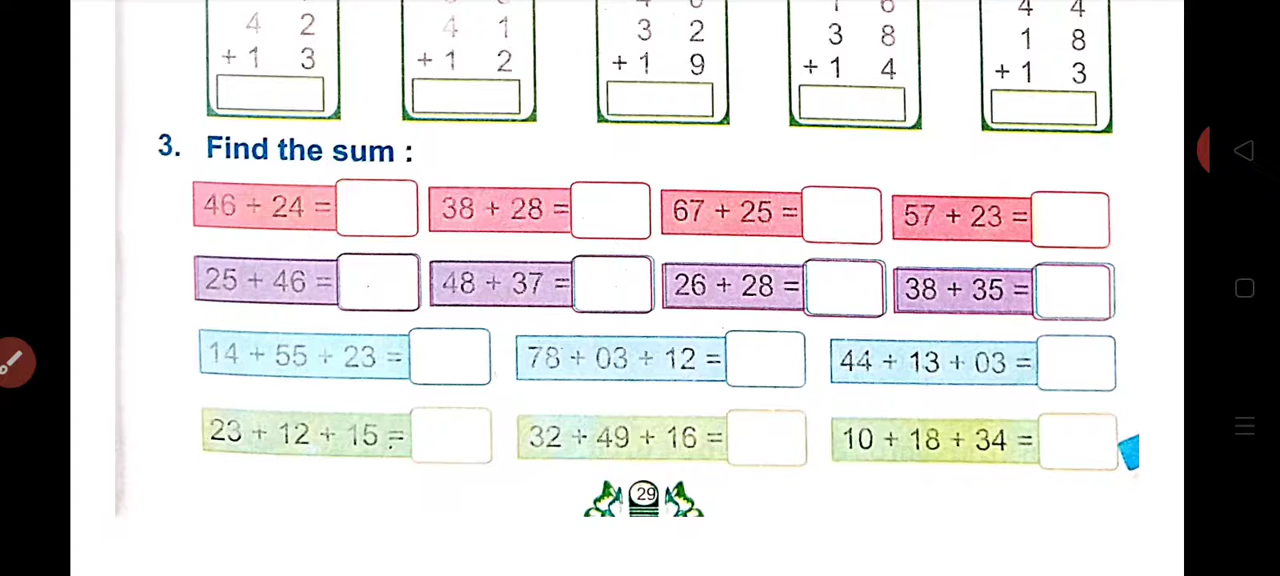 4 2 4 1 3 2 3 8 1 8
+ 1 3 + 1 2 + 1 9 + 1 4 + 1 3
3. Find the sum :
46 + 24 = 38 + 28 = 67 + 25 = 57 + 23 =
25 + 46 = 48 + 37 = 26 + 28 = 38 + 35 =
14 + 55 + 23 = 78 + 03 + 12 = 44 + 13 + 03 =
23 + 12 + 15 = 32 + 49 + 16 = 10 + 18 + 34 =
29